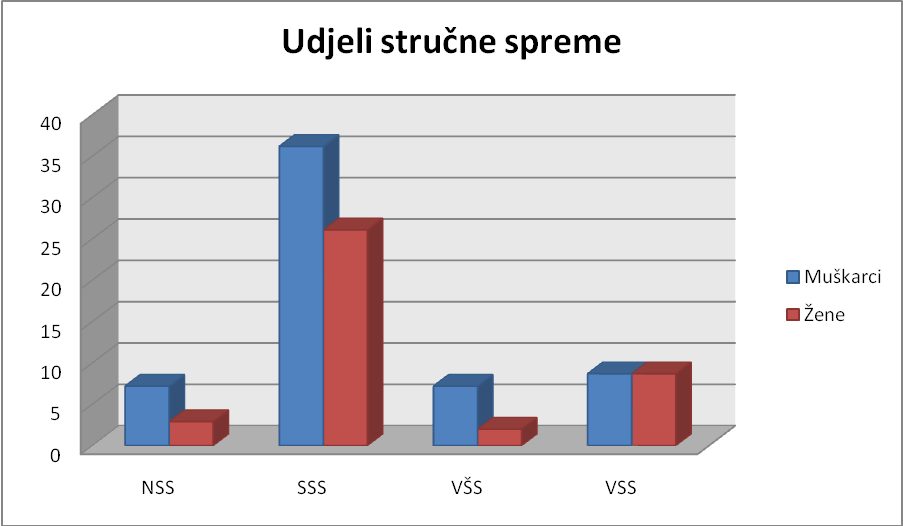 Udjeli stručne spreme
40
35
30
25
20
15
10
5
0
NSS
SSS
VŠS
VSS
Muškarci
Žene